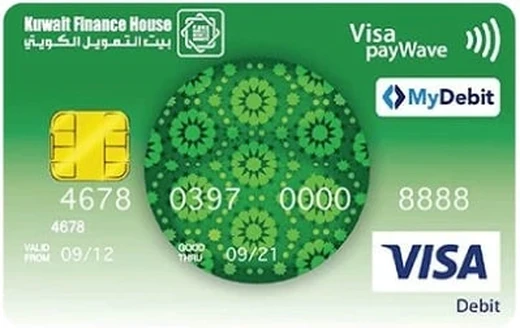 Kuwait Finance House
بيت التمويل الكويتي
Visa
payWave
MyDebit
4678 0397 0000 8888
4678
VALID FROM 09/12 GOOD THRU 09/21
VISA
Debit